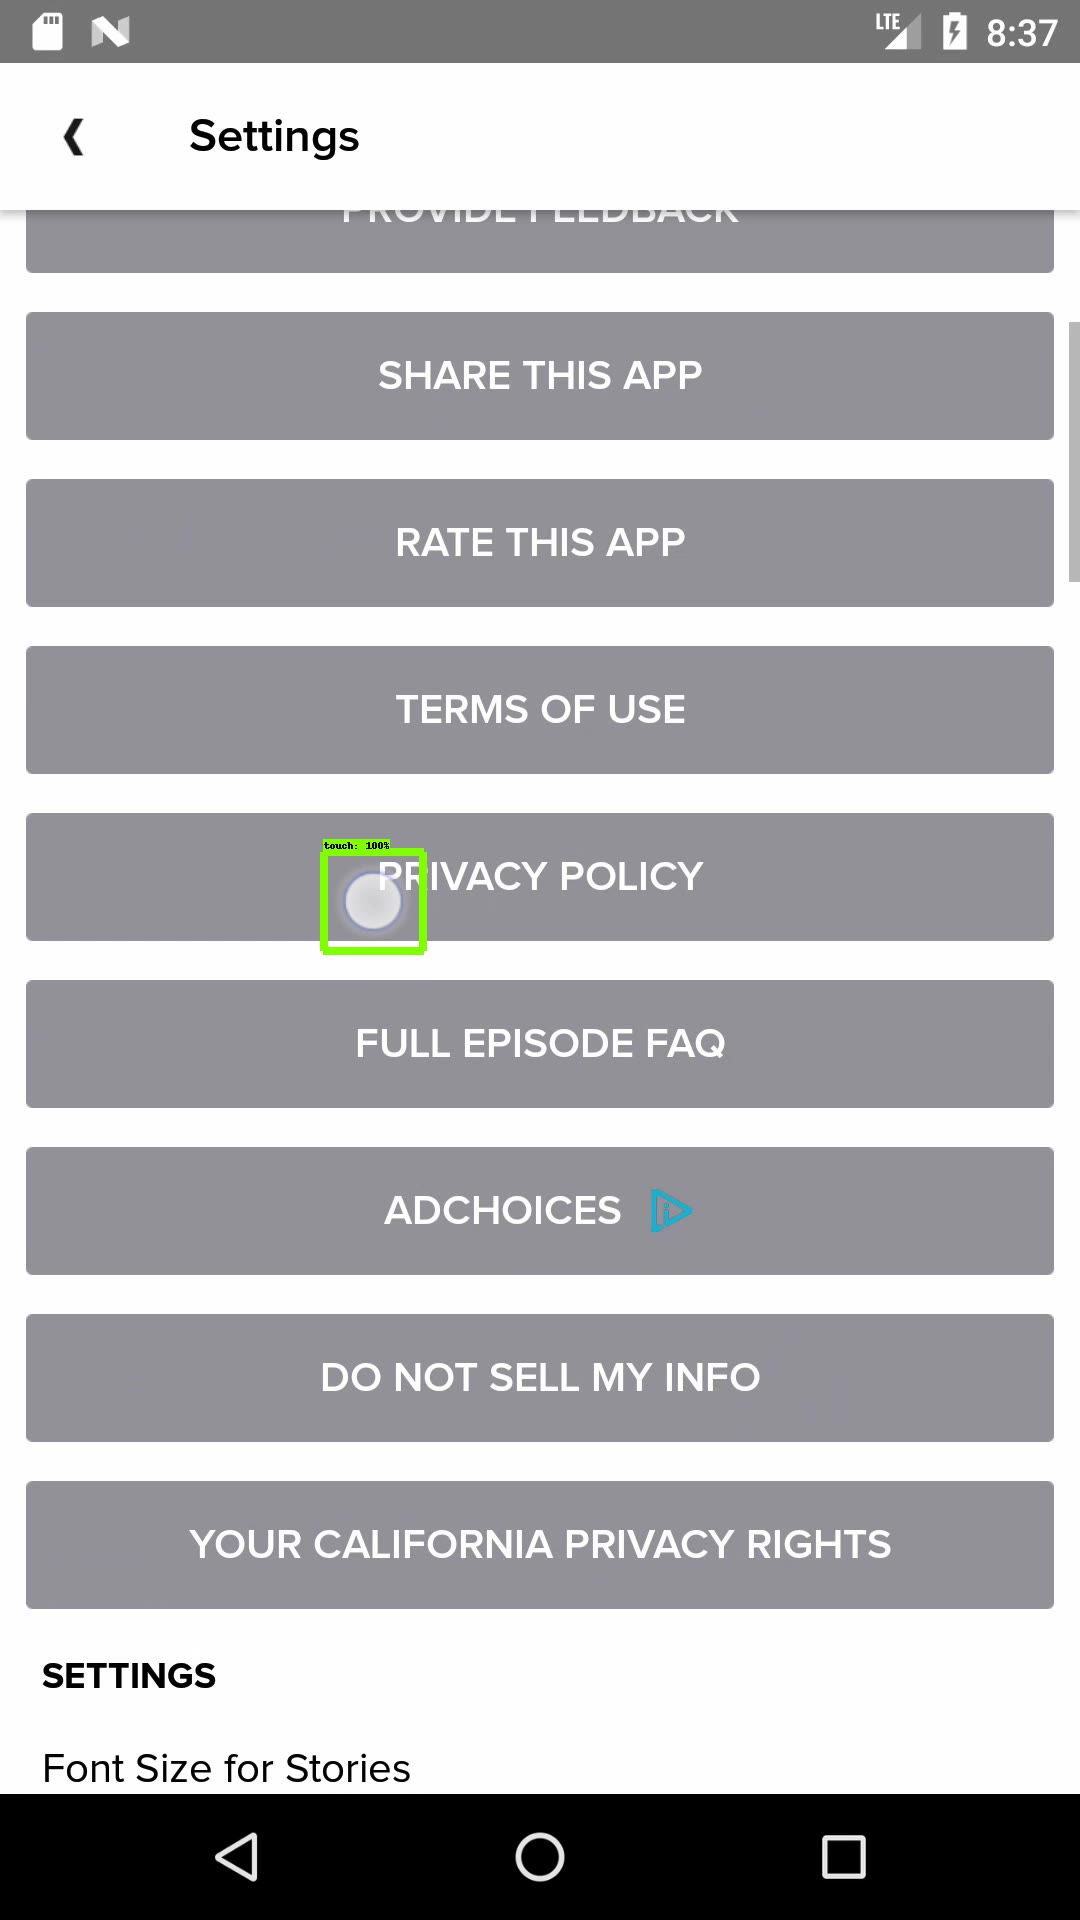 LTE 8:37
Settings
PROVIDE FEEDBACK
SHARE THIS APP
RATE THIS APP
TERMS OF USE
touch: 100%
PRIVACY POLICY
FULL EPISODE FAQ
ADCHOICES
DO NOT SELL MY INFO
YOUR CALIFORNIA PRIVACY RIGHTS
SETTINGS
Font Size for Stories